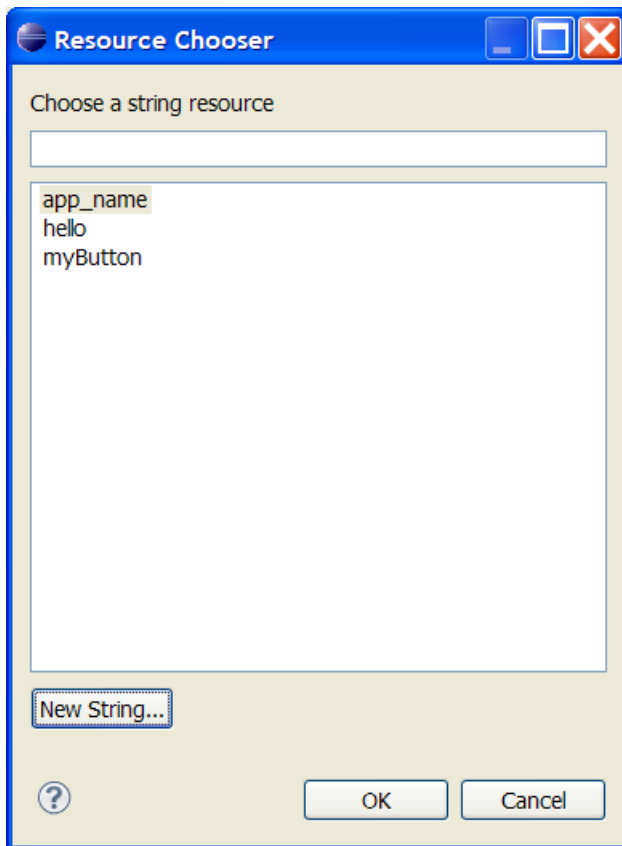 Resource Chooser
Choose a string resource
app_name
hello
myButton
New String...
?
OK
Cancel